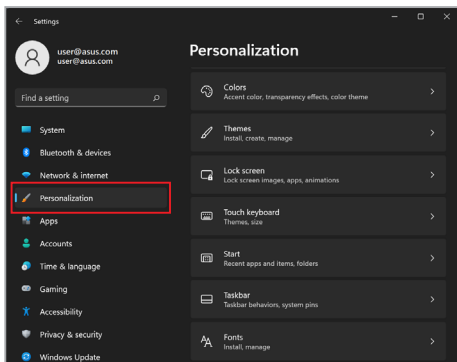 Settings
user@asus.com
user@asus.com
Find a setting
System
Bluetooth & devices
Network & internet
Personalization
Apps
Accounts
Time & language
Gaming
Accessibility
Privacy & security
Windows Update
Personalization
Colors
Accent color, transparency effects, color theme
Themes
Install, create, manage
Lock screen
Lock screen images, apps, animations
Touch keyboard
Themes, size
Start
Recent apps and items, folders
Taskbar
Taskbar behaviors, system pins
Fonts
Install, manage